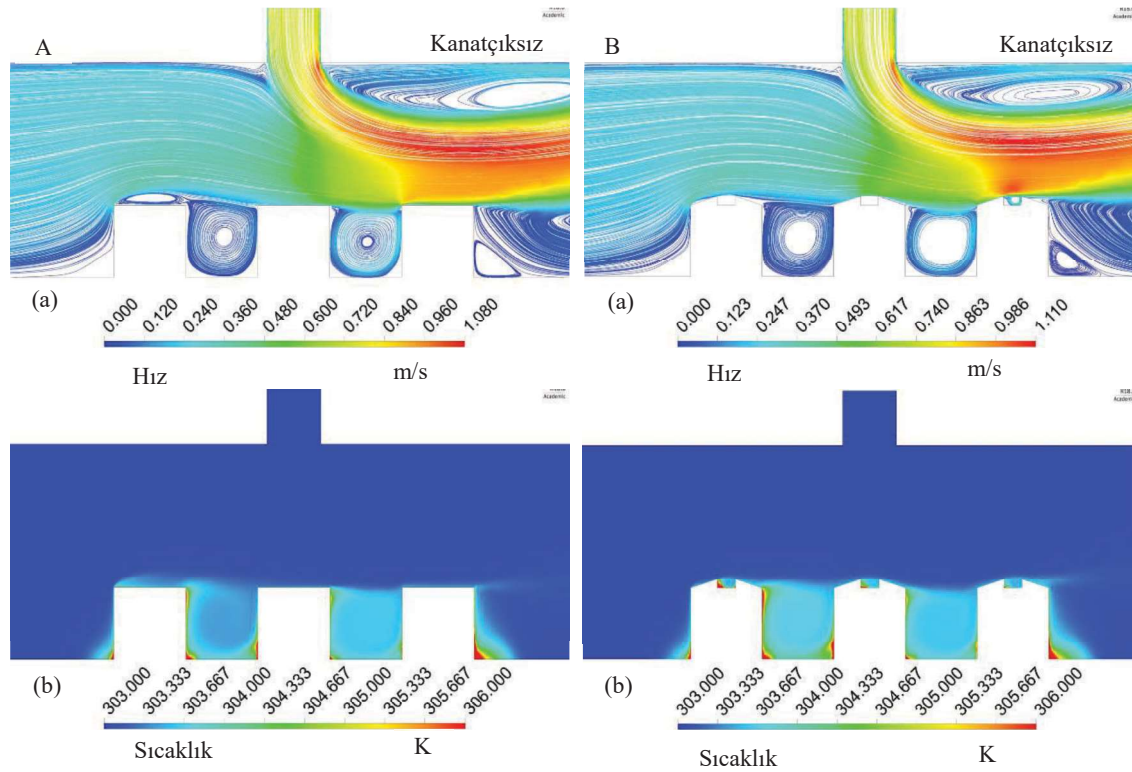 Academic
A
Kanatçıksız
(a)
0.000 0.120 0.240 0.360 0.480 0.600 0.720 0.840 0.960 1.080
Hız m/s
Academic
B
Kanatçıksız
(a)
0.000 0.123 0.247 0.370 0.493 0.617 0.740 0.863 0.986 1.110
Hız m/s
Academic
(b)
303.000 303.333 303.667 304.000 304.333 304.667 305.000 305.333 305.667 306.000
Sıcaklık K
Academic
(b)
303.000 303.333 303.667 304.000 304.333 304.667 305.000 305.333 305.667 306.000
Sıcaklık K